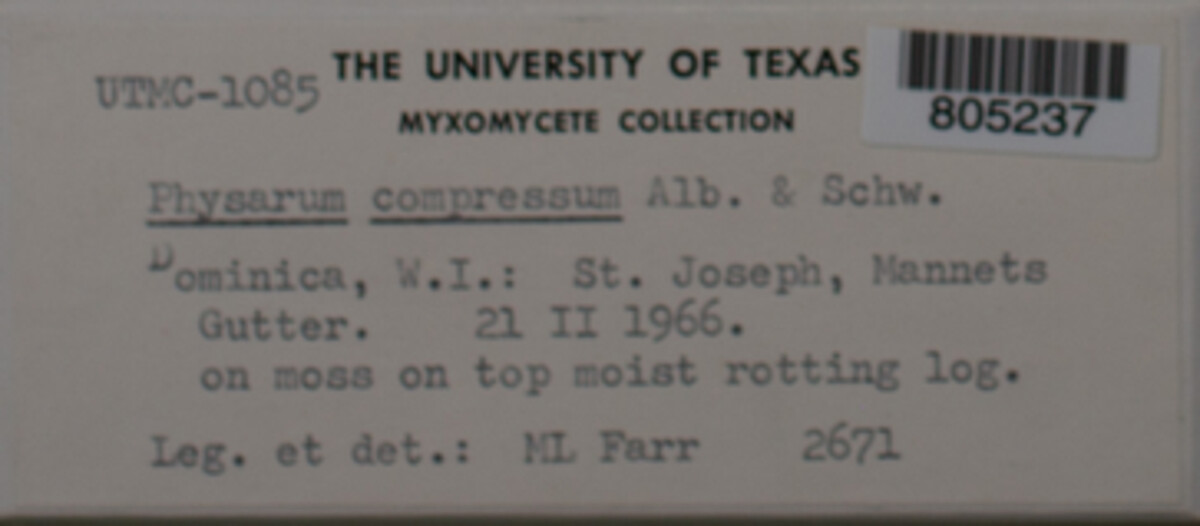 UTMC-1085 THE UNIVERSITY OF TEXAS
MYXOMYCETE COLLECTION
805237
Physarum compressum Alb. & Schw.
Dominica, W.I.: St. Joseph, Mannets
Gutter. 21 II 1966.
on moss on top moist rotting log.
Leg. et det.: ML Farr 2671